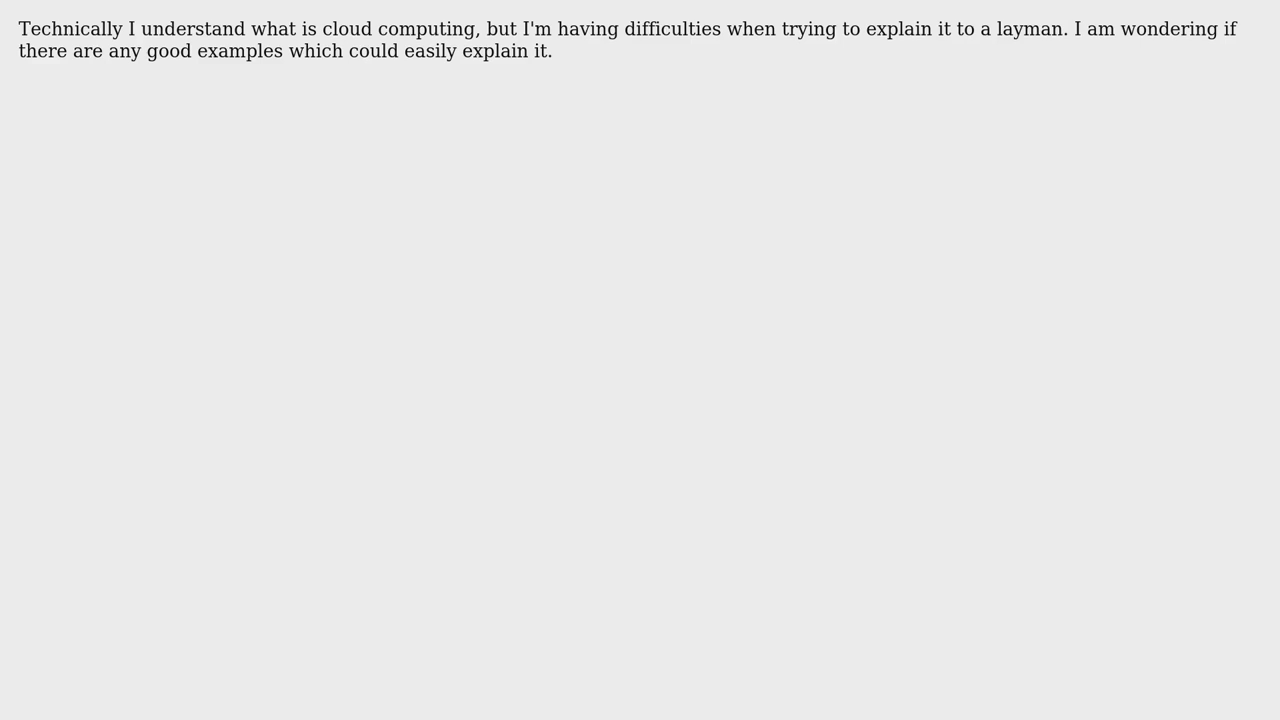 Technically I understand what is cloud computing, but I'm having difficulties when trying to explain it to a layman. I am wondering if
there are any good examples which could easily explain it.